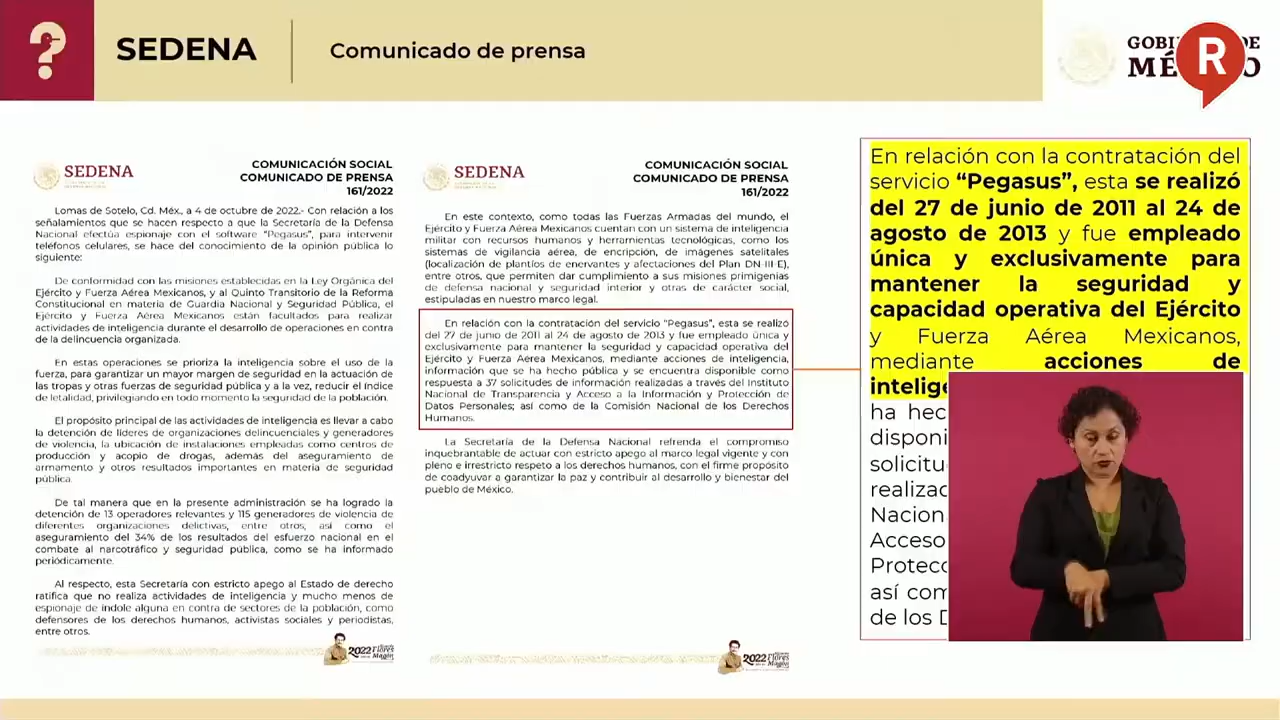 SEDENA
Comunicado de prensa
R
MÉ
SEDENA
COMUNICACIÓN SOCIAL
COMUNICADO DE PRENSA
161/2022
Lomas de Sotelo, Cd. Méx., a 4 de octubre de 2022.- Con relación a los
señalamientos que se hacen respecto a que la Secretaría de la Defensa
Nacional efectúa espionaje con el software "Pegasus", para intervenir
teléfonos celulares, se hace del conocimiento de la opinión pública lo
siguiente:
De conformidad con las misiones establecidas en la Ley Orgánica del
Ejército y Fuerza Aérea Mexicanos, y al Quinto Transitorio de la Reforma
Constitucional en materia de Guardia Nacional y Seguridad Pública, el
Ejército y Fuerza Aérea Mexicanos están facultados para realizar
actividades de inteligencia durante el desarrollo de operaciones en contra
de la delincuencia organizada.
En estas operaciones se prioriza la inteligencia sobre el uso de la
fuerza, para garantizar un mayor margen de seguridad en la actuación de
las tropas y otras fuerzas de seguridad pública y a la vez, reducir el índice
de letalidad, privilegiando en todo momento la seguridad de la población.
El propósito principal de las actividades de inteligencia es llevar a cabo
la detención de líderes de organizaciones delincuenciales y generadores
de violencia, la ubicación de instalaciones empleadas como centros de
producción y acopio de drogas, además del aseguramiento de
armamento y otros resultados importantes en materia de seguridad
pública.
De tal manera que en la presente administración se ha logrado la
detención de 13 operadores relevantes y 115 generadores de violencia de
diferentes organizaciones delictivas, entre otros, así como el
aseguramiento del 34% de los resultados del esfuerzo nacional en el
combate al narcotráfico y seguridad pública, como se ha informado
periódicamente.
Al respecto, esta Secretaría con estricto apego al Estado de derecho
ratifica que no realiza actividades de inteligencia y mucho menos de
espionaje de índole alguna en contra de sectores de la población, como
defensores de los derechos humanos, activistas sociales y periodistas,
entre otros.
2022 Flores Magón
SEDENA
COMUNICACIÓN SOCIAL
COMUNICADO DE PRENSA
161/2022
En este contexto, como todas las Fuerzas Armadas del mundo, el
Ejército y Fuerza Aérea Mexicanos cuentan con un sistema de inteligencia
militar con recursos humanos y herramientas tecnológicas, como los
sistemas de vigilancia aérea, de encripción, de imágenes satelitales
(localización de plantíos de enervantes y afectaciones del Plan DN-III-E),
entre otros, que permiten dar cumplimiento a sus misiones primigenias
de defensa nacional y seguridad interior y otras de carácter social,
estipuladas en nuestro marco legal.
En relación con la contratación del servicio "Pegasus", esta se realizo
del 27 de junio de 2011 al 24 de agosto de 2013 y fue empleado única y
exclusivamente para mantener la seguridad y capacidad operativa del
Ejército y Fuerza Aérea Mexicanos, mediante acciones de inteligencia,
información que se ha hecho pública y se encuentra disponible como
respuesta a 37 solicitudes de información realizadas a través del Instituto
Nacional de Transparencia y Acceso a la Información y Protección de
Datos Personales; así como de la Comisión Nacional de los Derechos
Humanos.
La Secretaría de la Defensa Nacional refrenda el compromiso
inquebrantable de actuar con estricto apego al marco legal vigente y con
pleno e irrestricto respeto a los derechos humanos, con el firme propósito
de coadyuvar a garantizar la paz y contribuir al desarrollo y bienestar del
pueblo de México.
2022 Flores Magón
En relación con la contratación del
servicio “Pegasus”, esta se realizó
del 27 de junio de 2011 al 24 de
agosto de 2013 y fue empleado
única y exclusivamente para
mantener la seguridad y
capacidad operativa del Ejército
y Fuerza Aérea Mexicanos,
mediante acciones de
intelige
ha hec
disponi
solicitu
realizad
Nacion
Acceso
Protecc
así com
de los